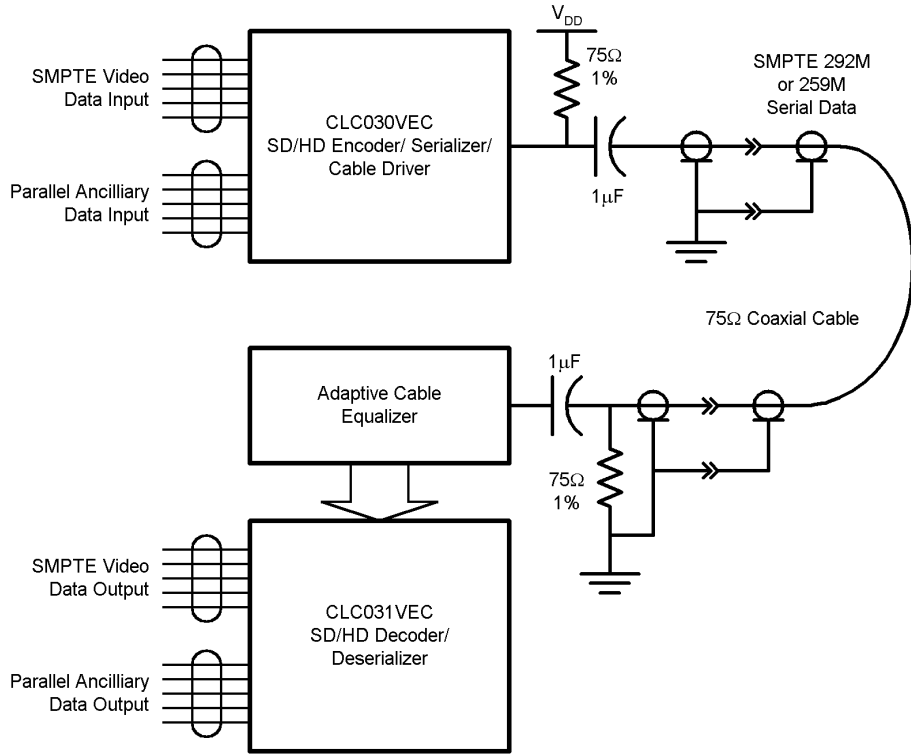 V_DD
75Ω
1%
SMPTE 292M
or 259M
Serial Data
SMPTE Video
Data Input
CLC030VEC
SD/HD Encoder/ Serializer/
Cable Driver
Parallel Ancilliary
Data Input
1μF
75Ω Coaxial Cable
1μF
Adaptive Cable
Equalizer
75Ω
1%
SMPTE Video
Data Output
CLC031VEC
SD/HD Decoder/
Deserializer
Parallel Ancilliary
Data Output